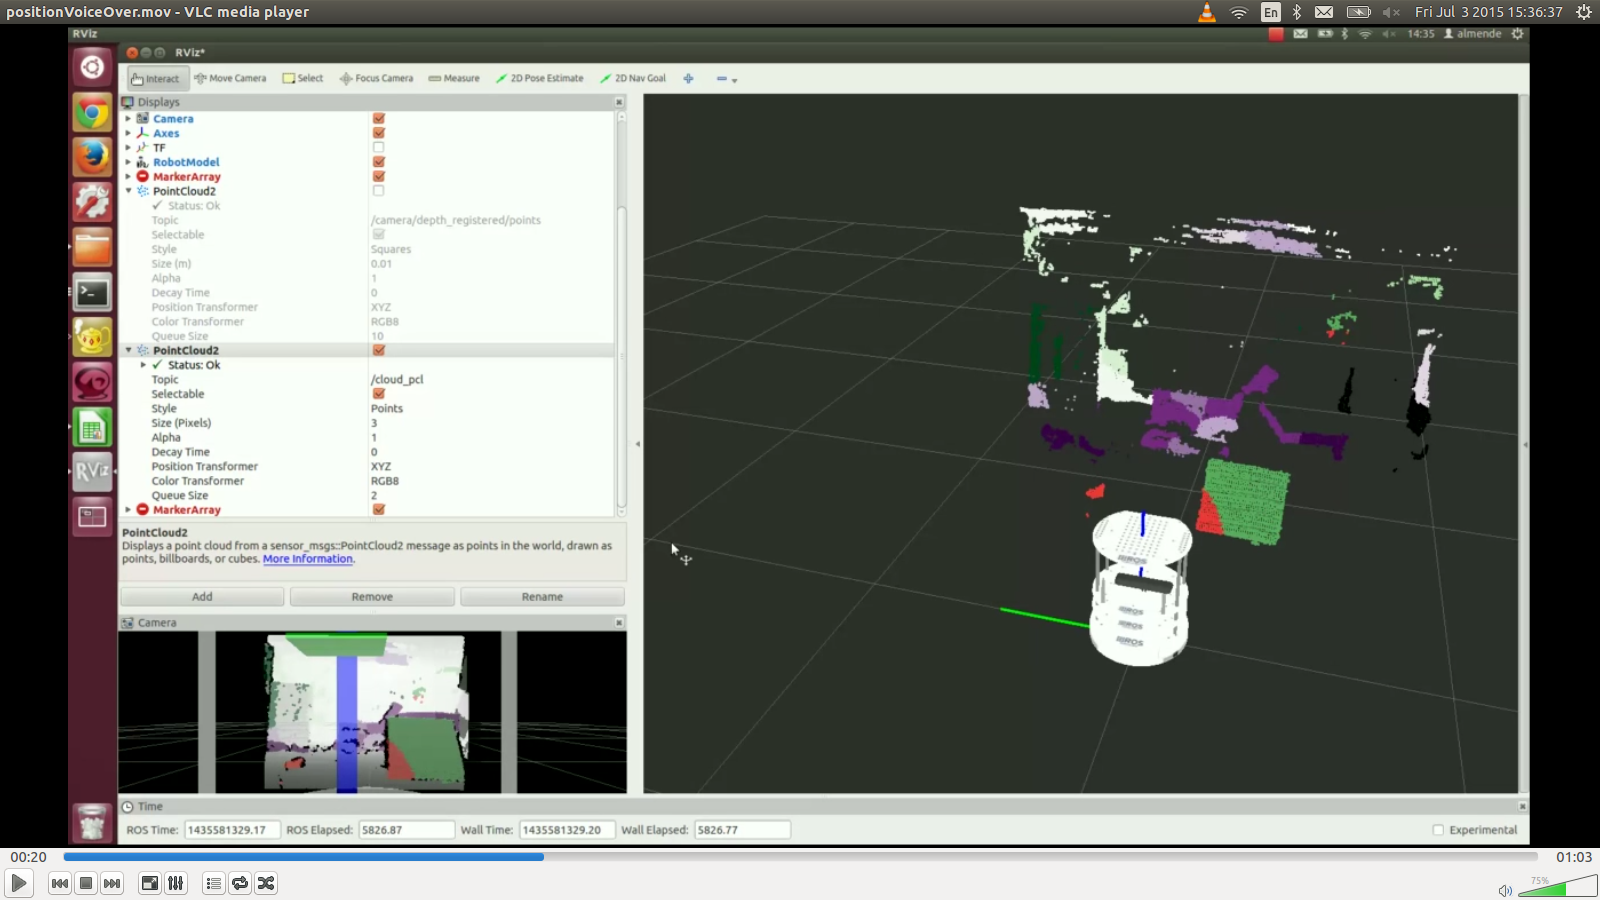 positionVoiceOver.mov - VLC media player
En
Fri Jul 3 2015 15:36:37
RViz
14:35
almende
RViz*
Interact
Move Camera
Select
Focus Camera
Measure
2D Pose Estimate
2D Nav Goal
Displays
Camera
Axes
TF
RobotModel
MarkerArray
PointCloud2
Status: Ok
Topic /camera/depth_registered/points
Selectable
Style Squares
Size (m) 0.01
Alpha 1
Decay Time 0
Position Transformer XYZ
Color Transformer RGB8
Queue Size 10
PointCloud2
Status: Ok
Topic /cloud_pcl
Selectable
Style Points
Size (Pixels) 3
Alpha 1
Decay Time 0
Position Transformer XYZ
Color Transformer RGB8
Queue Size 2
MarkerArray
PointCloud2
Displays a point cloud from a sensor_msgs::PointCloud2 message as points in the world, drawn as
points, billboards, or cubes. More Information.
Add Remove Rename
Camera
Time
ROS Time: 1435581329.17 ROS Elapsed: 5826.87 Wall Time: 1435581329.20 Wall Elapsed: 5826.77
Experimental
00:20
01:03
75%